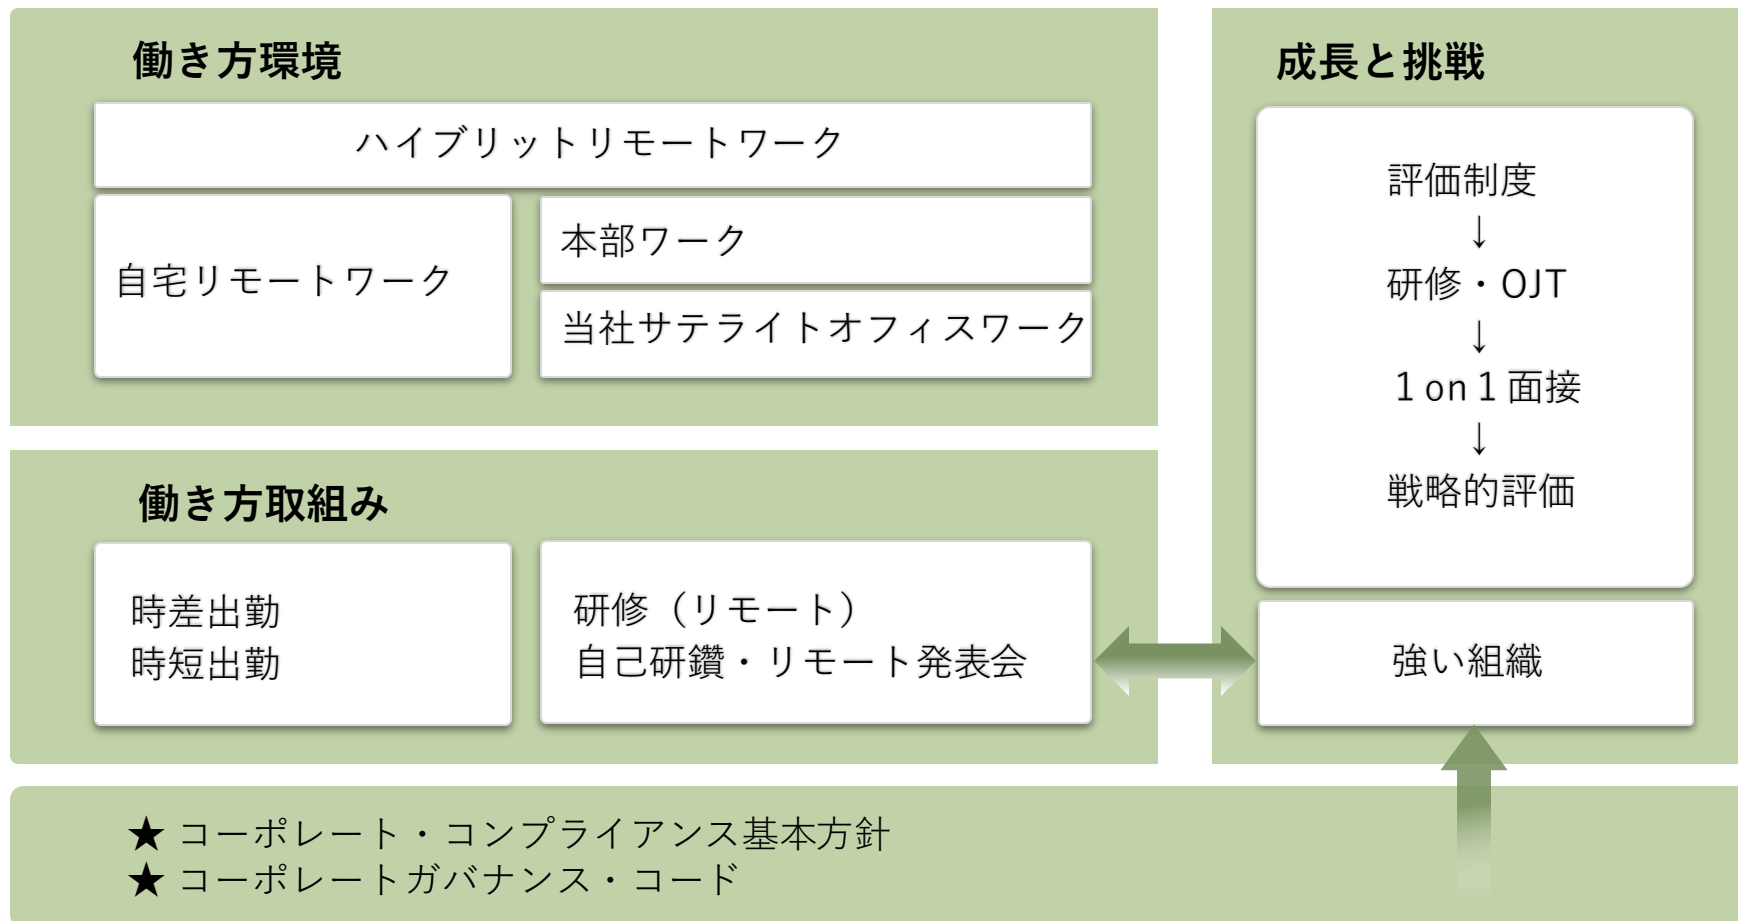 働き方環境
ハイブリットリモートワーク
自宅リモートワーク
本部ワーク
当社サテライトオフィスワーク
働き方取組み
時差出勤
時短出勤
研修（リモート）
自己研鑽・リモート発表会
成長と挑戦
評価制度
↓
研修・OJT
↓
１on１面接
↓
戦略的評価
強い組織
★ コーポレート・コンプライアンス基本方針
★ コーポレートガバナンス・コード